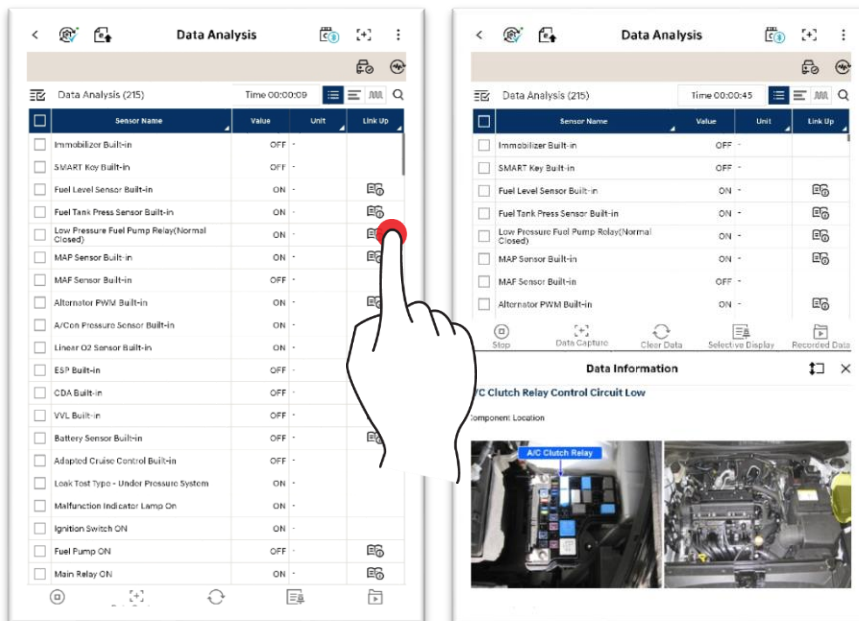 Data Analysis
Data Analysis (215)
Time 00:00:09
Sensor Name Value Unit Link Up
Immobilizer Built-in OFF -
SMART Key Built-in OFF -
Fuel Level Sensor Built-in ON -
Fuel Tank Press Sensor Built-in ON -
Low Pressure Fuel Pump Relay(Normal
Closed) ON -
MAP Sensor Built-in ON -
MAF Sensor Built-in OFF -
Alternator PWM Built-in ON -
A/Con Pressure Sensor Built-in ON -
Linear O2 Sensor Built-in ON -
ESP Built-in OFF -
CDA Built-in OFF -
VVL Built-in OFF -
Battery Sensor Built-in OFF -
Adapted Cruise Control Built-in OFF -
Leak Test Type - Under Pressure System ON -
Malfunction Indicator Lamp On ON -
Ignition Switch ON ON -
Fuel Pump ON OFF -
Main Relay ON ON -
Data Analysis
Data Analysis (215)
Time 00:00:45
Sensor Name Value Unit Link Up
Immobilizer Built-in OFF -
SMART Key Built-in OFF -
Fuel Level Sensor Built-in ON -
Fuel Tank Press Sensor Built-in ON -
Low Pressure Fuel Pump Relay(Normal
Closed) ON -
MAP Sensor Built-in ON -
MAF Sensor Built-in OFF -
Alternator PWM Built-in ON -
Stop Data Capture Clear Data Selective Display Recorded Data
Data Information
/C Clutch Relay Control Circuit Low
Component Location
A/C Clutch Relay